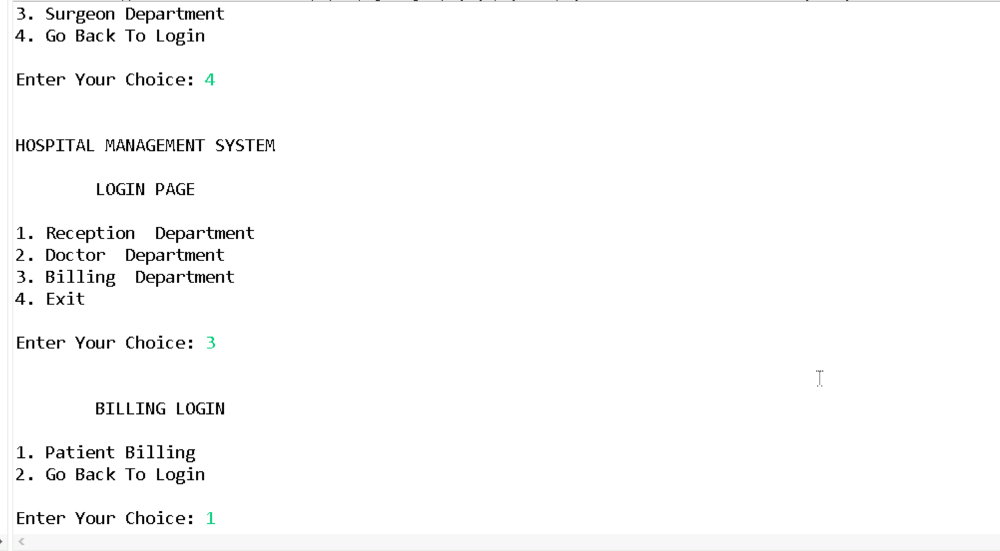 3. Surgeon Department
4. Go Back To Login
Enter Your Choice: 4
HOSPITAL MANAGEMENT SYSTEM
LOGIN PAGE
1. Reception  Department
2. Doctor  Department
3. Billing  Department
4. Exit
Enter Your Choice: 3
BILLING LOGIN
1. Patient Billing
2. Go Back To Login
Enter Your Choice: 1